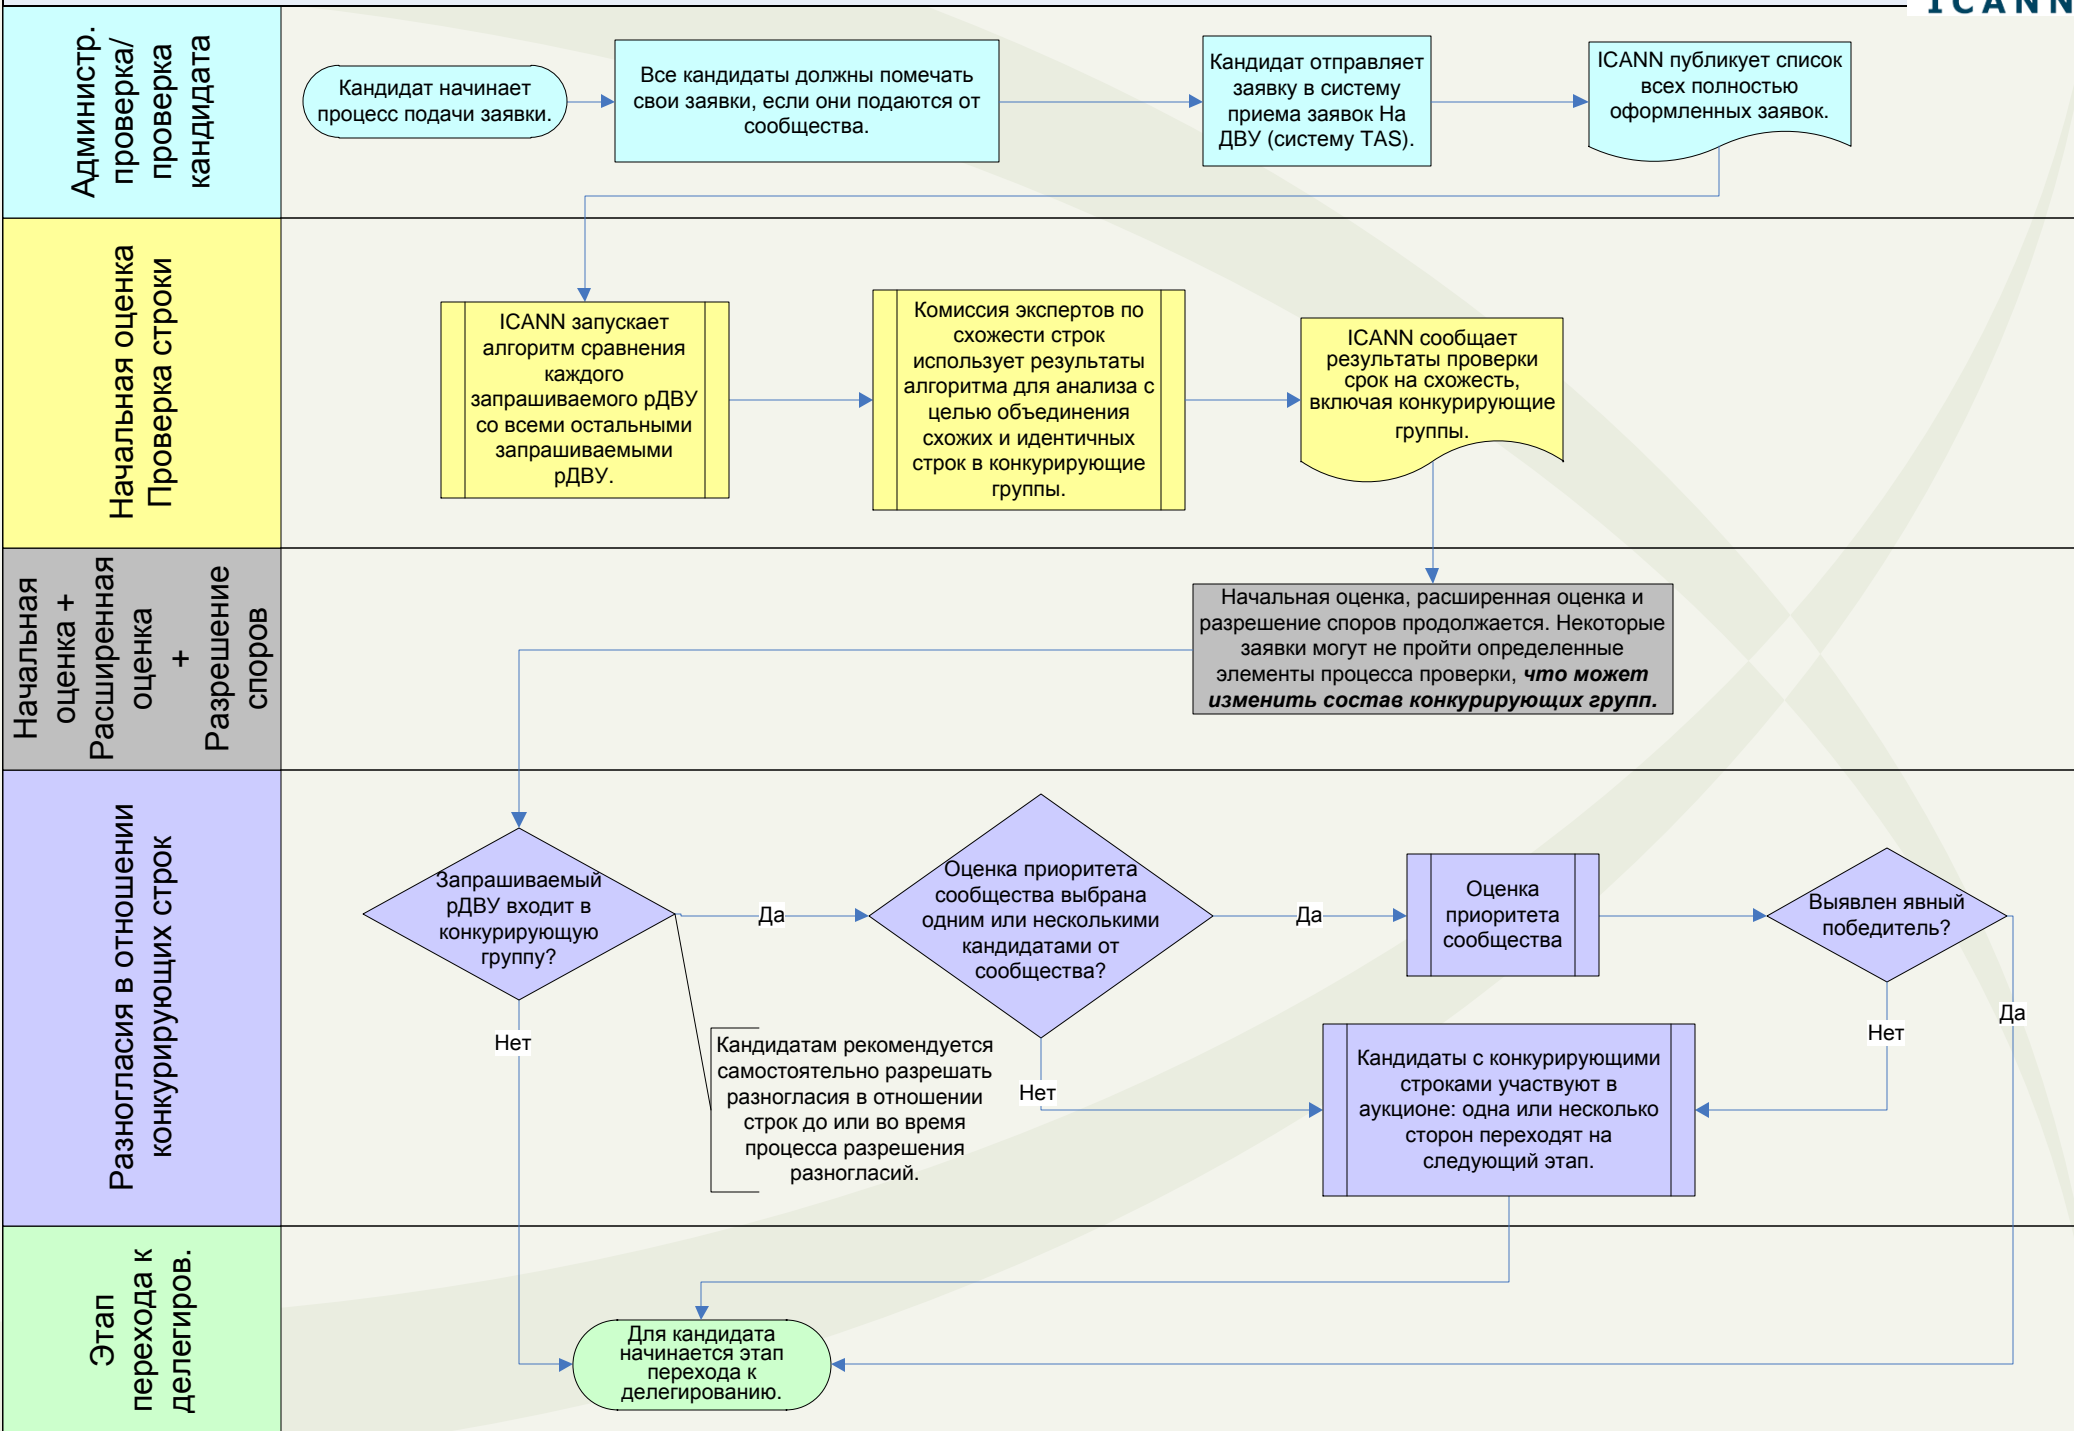 ICANN
Администр.
проверка/
проверка
кандидата
Кандидат начинает
процесс подачи заявки.
Все кандидаты должны помечать
свои заявки, если они подаются от
сообщества.
Кандидат отправляет
заявку в систему
приема заявок На
ДВУ (систему TAS).
ICANN публикует список
всех полностью
оформленных заявок.
Начальная оценка
Проверка строки
ICANN запускает
алгоритм сравнения
каждого
запрашиваемого рДВУ
со всеми остальными
запрашиваемыми
рДВУ.
Комиссия экспертов по
схожести строк
использует результаты
алгоритма для анализа с
целью объединения
схожих и идентичных
строк в конкурирующие
группы.
ICANN сообщает
результаты проверки
срок на схожесть,
включая конкурирующие
группы.
Начальная
оценка +
Расширенная
оценка
+
Разрешение
споров
Начальная оценка, расширенная оценка и
разрешение споров продолжается. Некоторые
заявки могут не пройти определенные
элементы процесса проверки, что может
изменить состав конкурирующих групп.
Разногласия в отношении
конкурирующих строк
Запрашиваемый
рДВУ входит в
конкурирующую
группу?
Да
Нет
Оценка приоритета
сообщества выбрана
одним или несколькими
кандидатами от
сообщества?
Да
Нет
Оценка
приоритета
сообщества
Выявлен явный
победитель?
Нет
Да
Кандидатам рекомендуется
самостоятельно разрешать
разногласия в отношении
строк до или во время
процесса разрешения
разногласий.
Кандидаты с конкурирующими
строками участвуют в
аукционе: одна или несколько
сторон переходят на
следующий этап.
Этап
перехода к
делегиров.
Для кандидата
начинается этап
перехода к
делегированию.